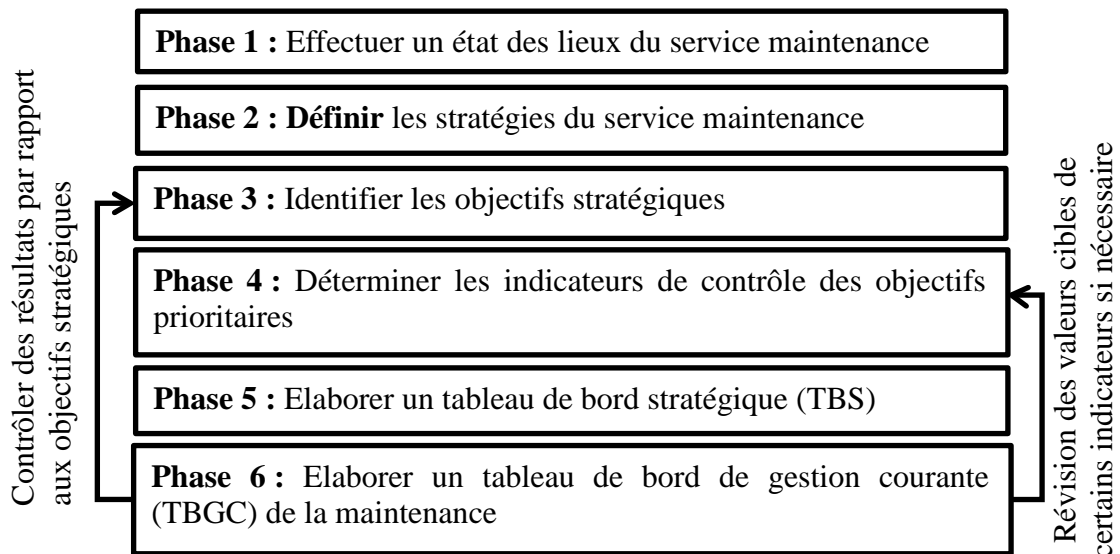 Phase 1 : Effectuer un état des lieux du service maintenance
Phase 2 : Définir les stratégies du service maintenance
Phase 3 : Identifier les objectifs stratégiques
Phase 4 : Déterminer les indicateurs de contrôle des objectifs
prioritaires
Phase 5 : Elaborer un tableau de bord stratégique (TBS)
Phase 6 : Elaborer un tableau de bord de gestion courante
(TBGC) de la maintenance
Contrôler des résultats par rapport
aux objectifs stratégiques
Révision des valeurs cibles de
certains indicateurs si nécessaire